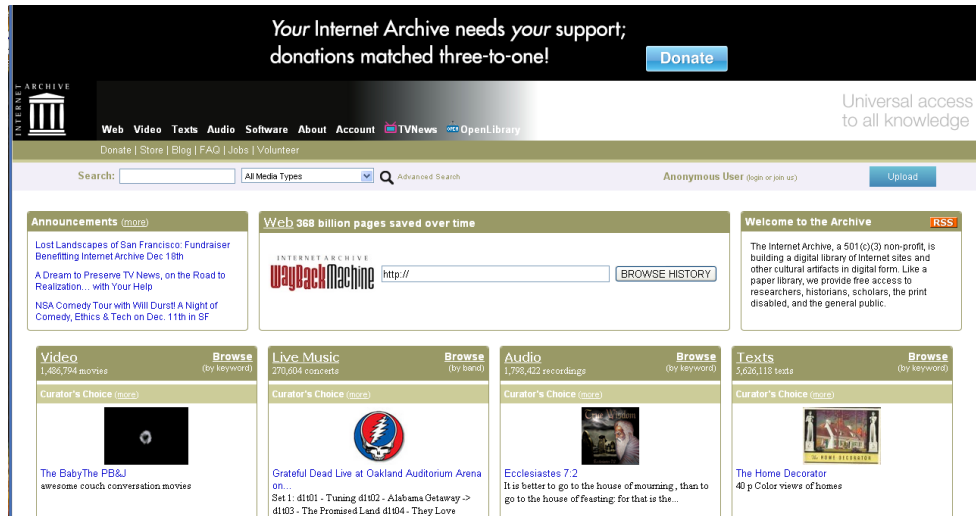 Your Internet Archive needs your support;
donations matched three-to-one!
Donate
INTERNET ARCHIVE
Universal access
to all knowledge
Web Video Texts Audio Software About Account TVNews OPEN OpenLibrary
Donate | Store | Blog | FAQ | Jobs | Volunteer
Search: All Media Types Advanced Search Anonymous User (login or join us) Upload
Announcements (more)
Lost Landscapes of San Francisco: Fundraiser
Benefitting Internet Archive Dec 18th
A Dream to Preserve TV News, on the Road to
Realization... with Your Help
NSA Comedy Tour with Will Durst! A Night of
Comedy, Ethics & Tech on Dec. 11th in SF
Web 368 billion pages saved over time
INTERNET ARCHIVE
WayBackMachine http:// BROWSE HISTORY
Welcome to the Archive RSS
The Internet Archive, a 501(c)(3) non-profit, is
building a digital library of Internet sites and
other cultural artifacts in digital form. Like a
paper library, we provide free access to
researchers, historians, scholars, the print
disabled, and the general public.
Video Browse
1,486,794 movies (by keyword)
Curator's Choice (more)
The BabyThe PB&J
awesome couch conversation movies
Live Music Browse
270,604 concerts (by band)
Curator's Choice (more)
Grateful Dead Live at Oakland Auditorium Arena
on...
Set 1: d1t01 - Tuning d1t02 - Alabama Getaway ->
d1t03 - The Promised Land d1t04 - They Love
Audio Browse
1,798,422 recordings (by keyword)
Curator's Choice (more)
True Wisdom
Ecclesiastes 7:2
It is better to go to the house of mourning , than to
go to the house of feasting: for that is the...
Texts Browse
5,626,118 texts (by keyword)
Curator's Choice (more)
The HOME DECORATOR
The Home Decorator
40 p Color views of homes